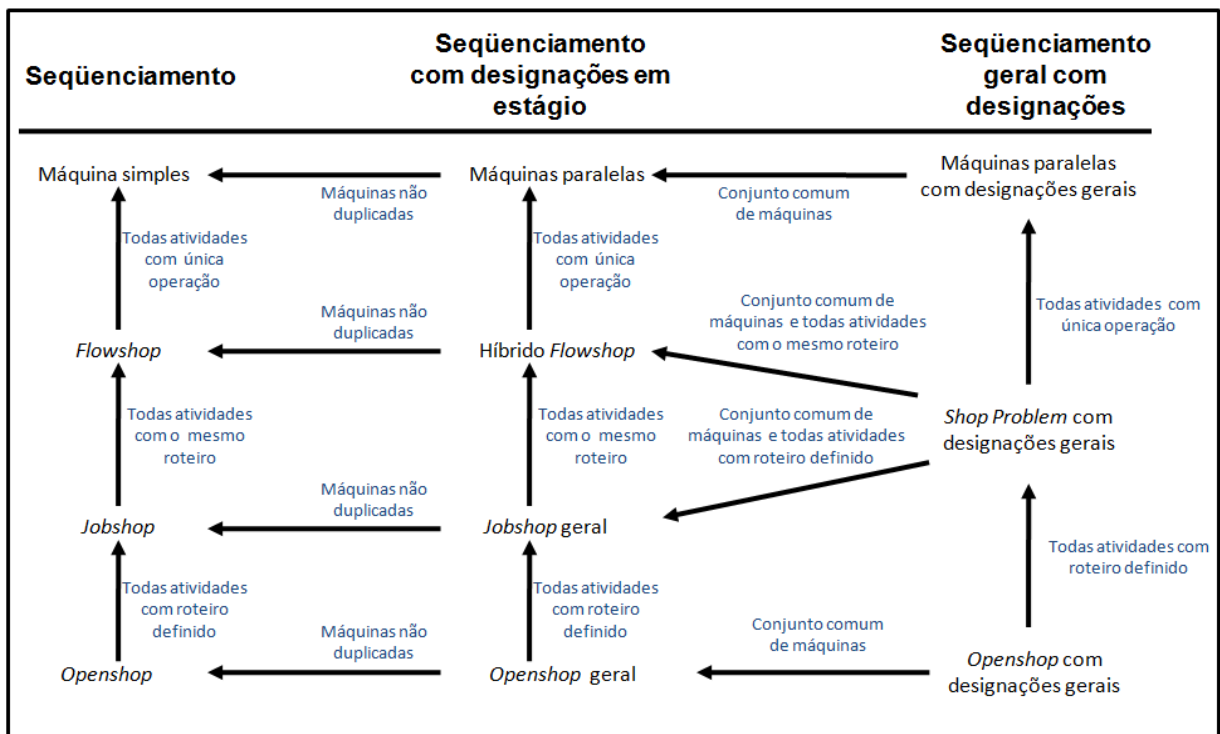 Seqüenciamento
Seqüenciamento
com designações em
estágio
Seqüenciamento
geral com
designações
Máquina simples
Máquinas não
duplicadas
Máquinas paralelas
Conjunto comum
de máquinas
Máquinas paralelas
com designações gerais
Todas atividades
com única
operação
Todas atividades
com única
operação
Todas atividades com
única operação
Flowshop
Máquinas não
duplicadas
Híbrido Flowshop
Conjunto comum de
máquinas e todas atividades
com o mesmo roteiro
Todas atividades
com o mesmo
roteiro
Todas atividades
com o mesmo
roteiro
Conjunto comum de
máquinas e todas atividades
com roteiro definido
Shop Problem com
designações gerais
Jobshop
Máquinas não
duplicadas
Jobshop geral
Todas atividades
com roteiro
definido
Todas atividades
com roteiro
definido
Todas atividades com
roteiro definido
Openshop
Máquinas não
duplicadas
Openshop geral
Conjunto comum
de máquinas
Openshop com
designações gerais